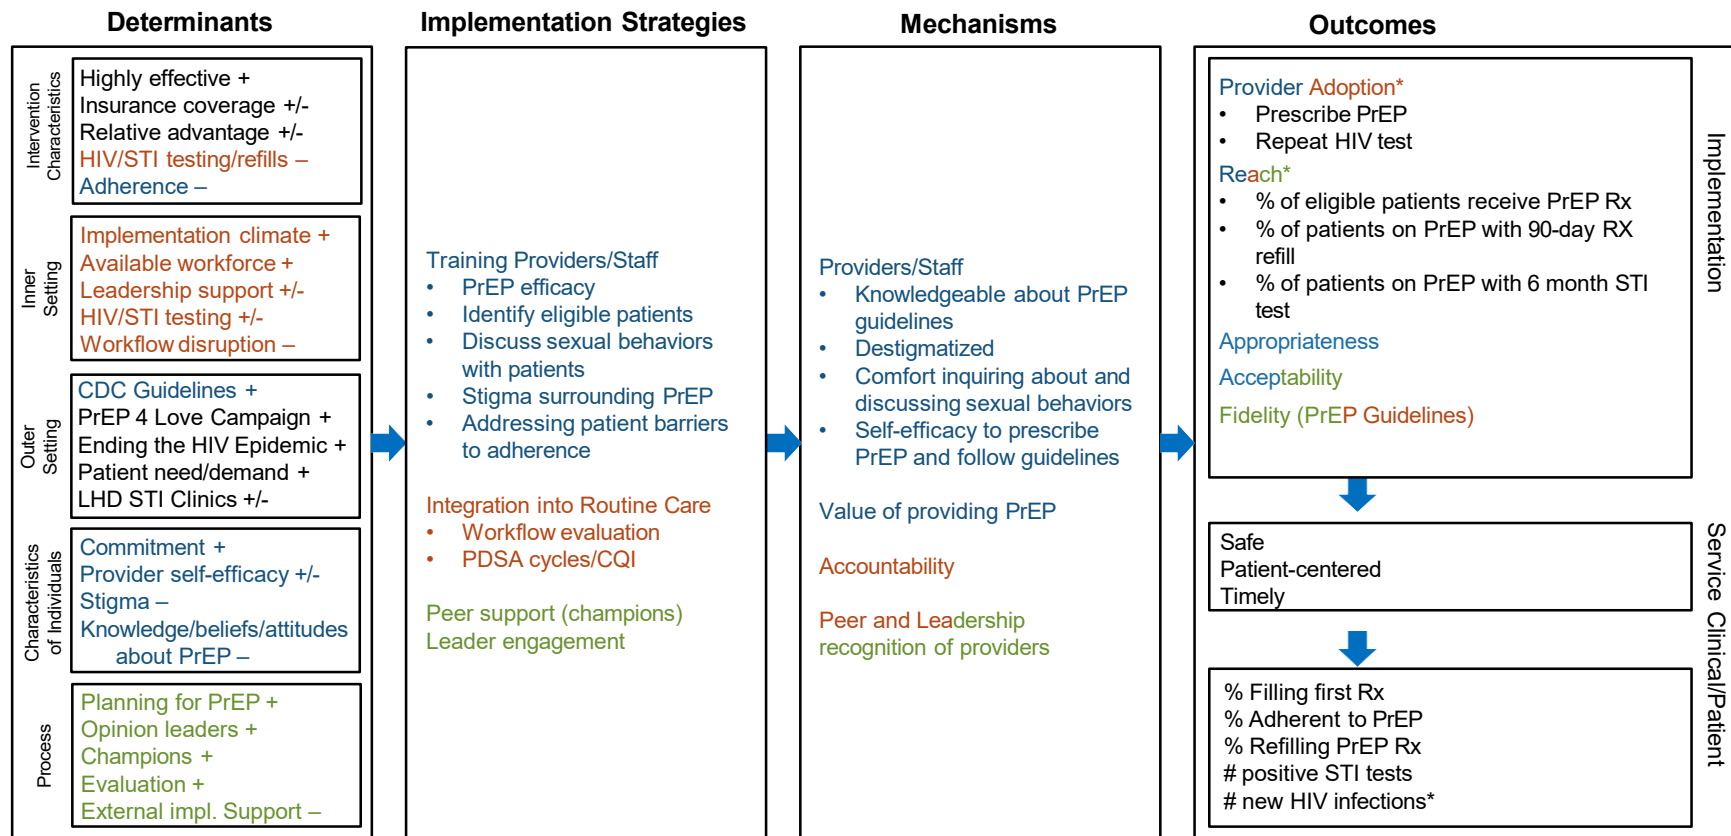 Determinants
Implementation Strategies
Mechanisms
Outcomes
Intervention
Characteristics
Highly effective +
Insurance coverage +/-
Relative advantage +/-
HIV/STI testing/refills –
Adherence –
Inner
Setting
Implementation climate +
Available workforce +
Leadership support +/-
HIV/STI testing +/-
Workflow disruption –
Outer
Setting
CDC Guidelines +
PrEP 4 Love Campaign +
Ending the HIV Epidemic +
Patient need/demand +
LHD STI Clinics +/-
Characteristics
of Individuals
Commitment +
Provider self-efficacy +/-
Stigma –
Knowledge/beliefs/attitudes
about PrEP –
Process
Planning for PrEP +
Opinion leaders +
Champions +
Evaluation +
External impl. Support –
Training Providers/Staff
• PrEP efficacy
• Identify eligible patients
• Discuss sexual behaviors
with patients
• Stigma surrounding PrEP
• Addressing patient barriers
to adherence
Integration into Routine Care
• Workflow evaluation
• PDSA cycles/CQI
Peer support (champions)
Leader engagement
Providers/Staff
• Knowledgeable about PrEP
guidelines
• Destigmatized
• Comfort inquiring about and
discussing sexual behaviors
• Self-efficacy to prescribe
PrEP and follow guidelines
Value of providing PrEP
Accountability
Peer and Leadership
recognition of providers
Provider Adoption*
• Prescribe PrEP
• Repeat HIV test
Reach*
• % of eligible patients receive PrEP Rx
• % of patients on PrEP with 90-day RX
refill
• % of patients on PrEP with 6 month STI
test
Appropriateness
Acceptability
Fidelity (PrEP Guidelines)
Implementation
Safe
Patient-centered
Timely
% Filling first Rx
% Adherent to PrEP
% Refilling PrEP Rx
# positive STI tests
# new HIV infections*
Service Clinical/Patient